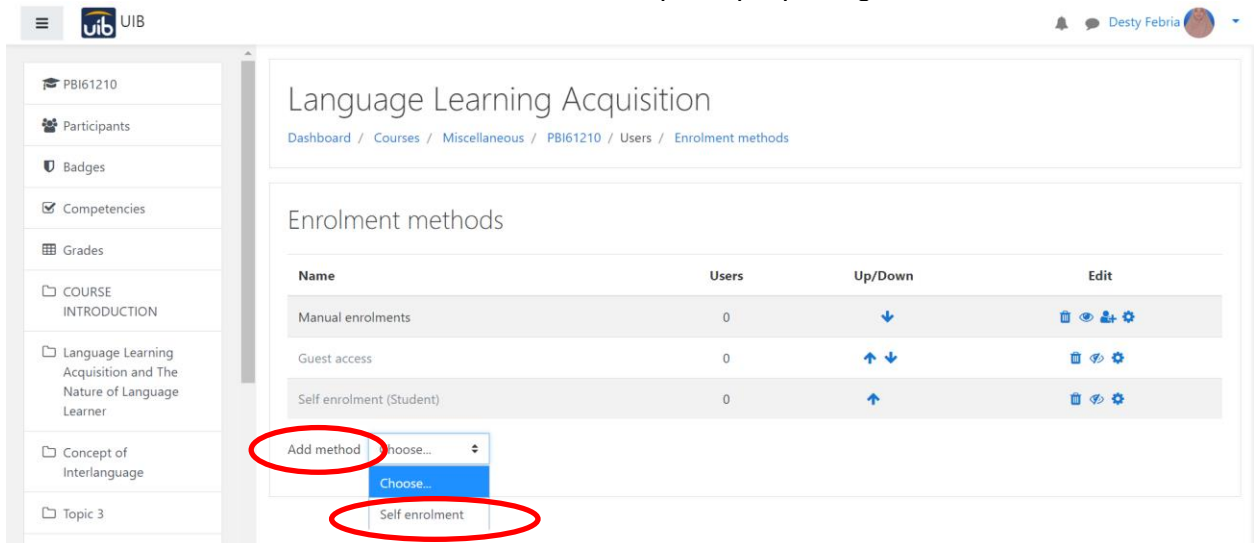 uib UIB
Desty Febria
PBI61210
Participants
Badges
Competencies
Grades
COURSE
INTRODUCTION
Language Learning
Acquisition and The
Nature of Language
Learner
Concept of
Interlanguage
Topic 3
Language Learning Acquisition
Dashboard / Courses / Miscellaneous / PBI61210 / Users / Enrolment methods
Enrolment methods
Name Users Up/Down Edit
Manual enrolments 0
Guest access 0
Self enrolment (Student) 0
Add method Choose...
Choose...
Self enrolment